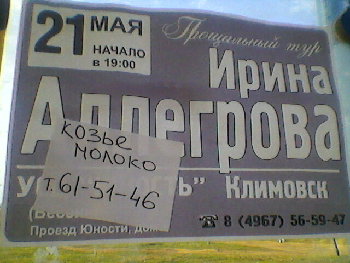 21 МАЯ
НАЧАЛО
в 19:00
Прощальный тур
Ирина
Аллегрова
КОЗЬЕ
МОЛОКО
т. 61-51-46
Климовск
☎ 8 (4967) 56-59-47
Проезд Юности,